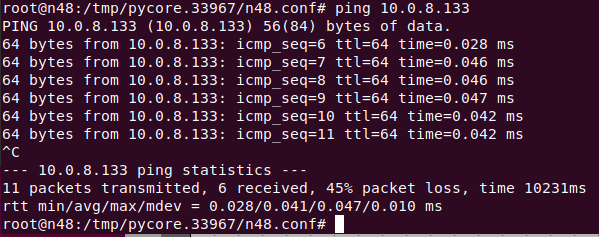 root@n48:/tmp/pycore.33967/n48.conf# ping 10.0.8.133
PING 10.0.8.133 (10.0.8.133) 56(84) bytes of data.
64 bytes from 10.0.8.133: icmp_seq=6 ttl=64 time=0.028 ms
64 bytes from 10.0.8.133: icmp_seq=7 ttl=64 time=0.046 ms
64 bytes from 10.0.8.133: icmp_seq=8 ttl=64 time=0.046 ms
64 bytes from 10.0.8.133: icmp_seq=9 ttl=64 time=0.047 ms
64 bytes from 10.0.8.133: icmp_seq=10 ttl=64 time=0.042 ms
64 bytes from 10.0.8.133: icmp_seq=11 ttl=64 time=0.042 ms
^C
--- 10.0.8.133 ping statistics ---
11 packets transmitted, 6 received, 45% packet loss, time 10231ms
rtt min/avg/max/mdev = 0.028/0.041/0.047/0.010 ms
root@n48:/tmp/pycore.33967/n48.conf#